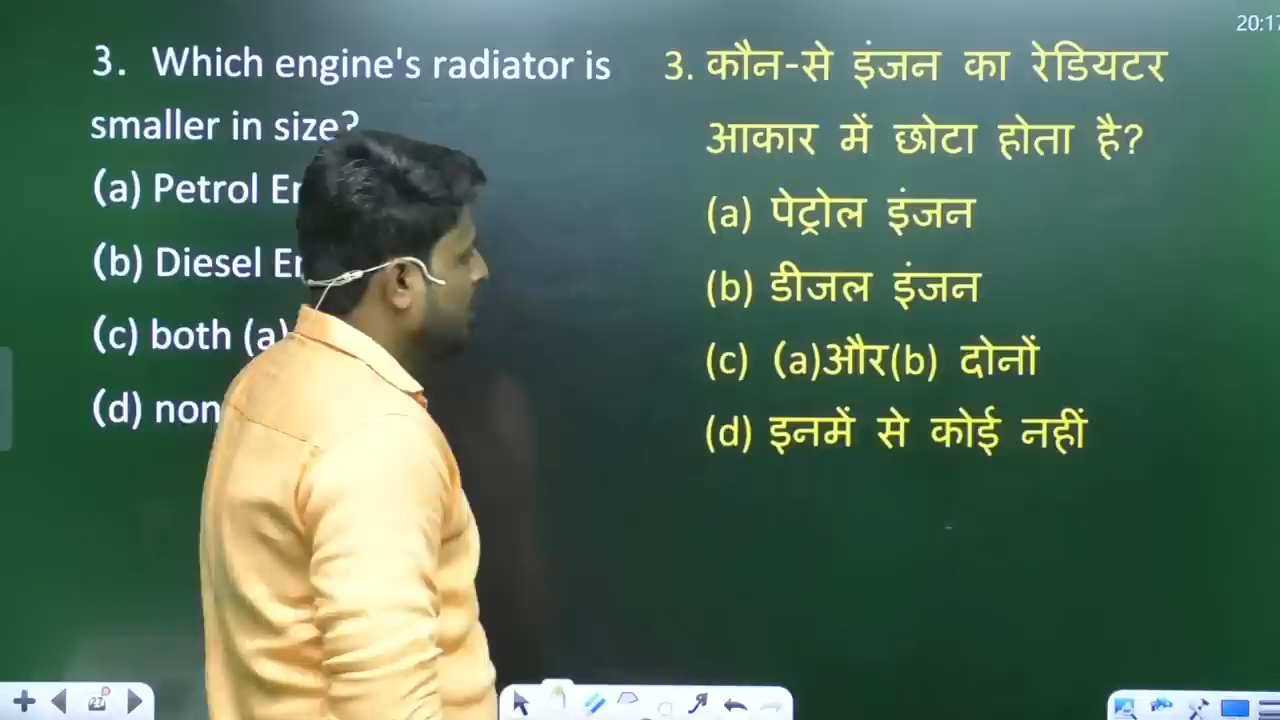 20:17
3. Which engine's radiator is
smaller in size?
(a) Petrol
(b) Diesel
(c) both (a)
(d)
3. कौन-से इंजन का रेडियटर
आकार में छोटा होता है?
(a) पेट्रोल इंजन
(b) डीजल इंजन
(c) (a)और(b) दोनों
(d) इनमें से कोई नहीं
27